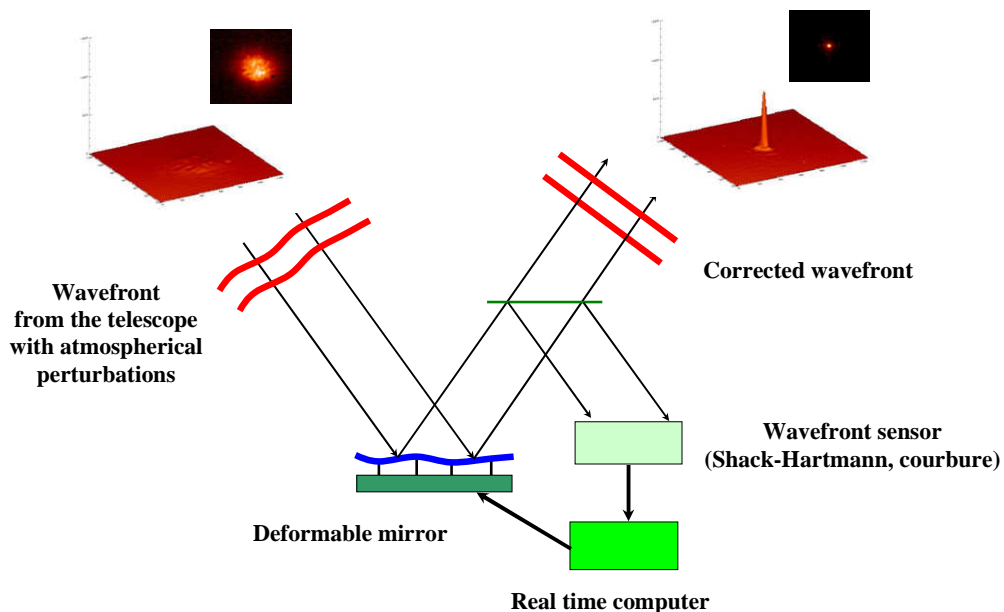 Wavefront
from the telescope
with atmospherical
perturbations
Corrected wavefront
Wavefront sensor
(Shack-Hartmann, courbure)
Deformable mirror
Real time computer